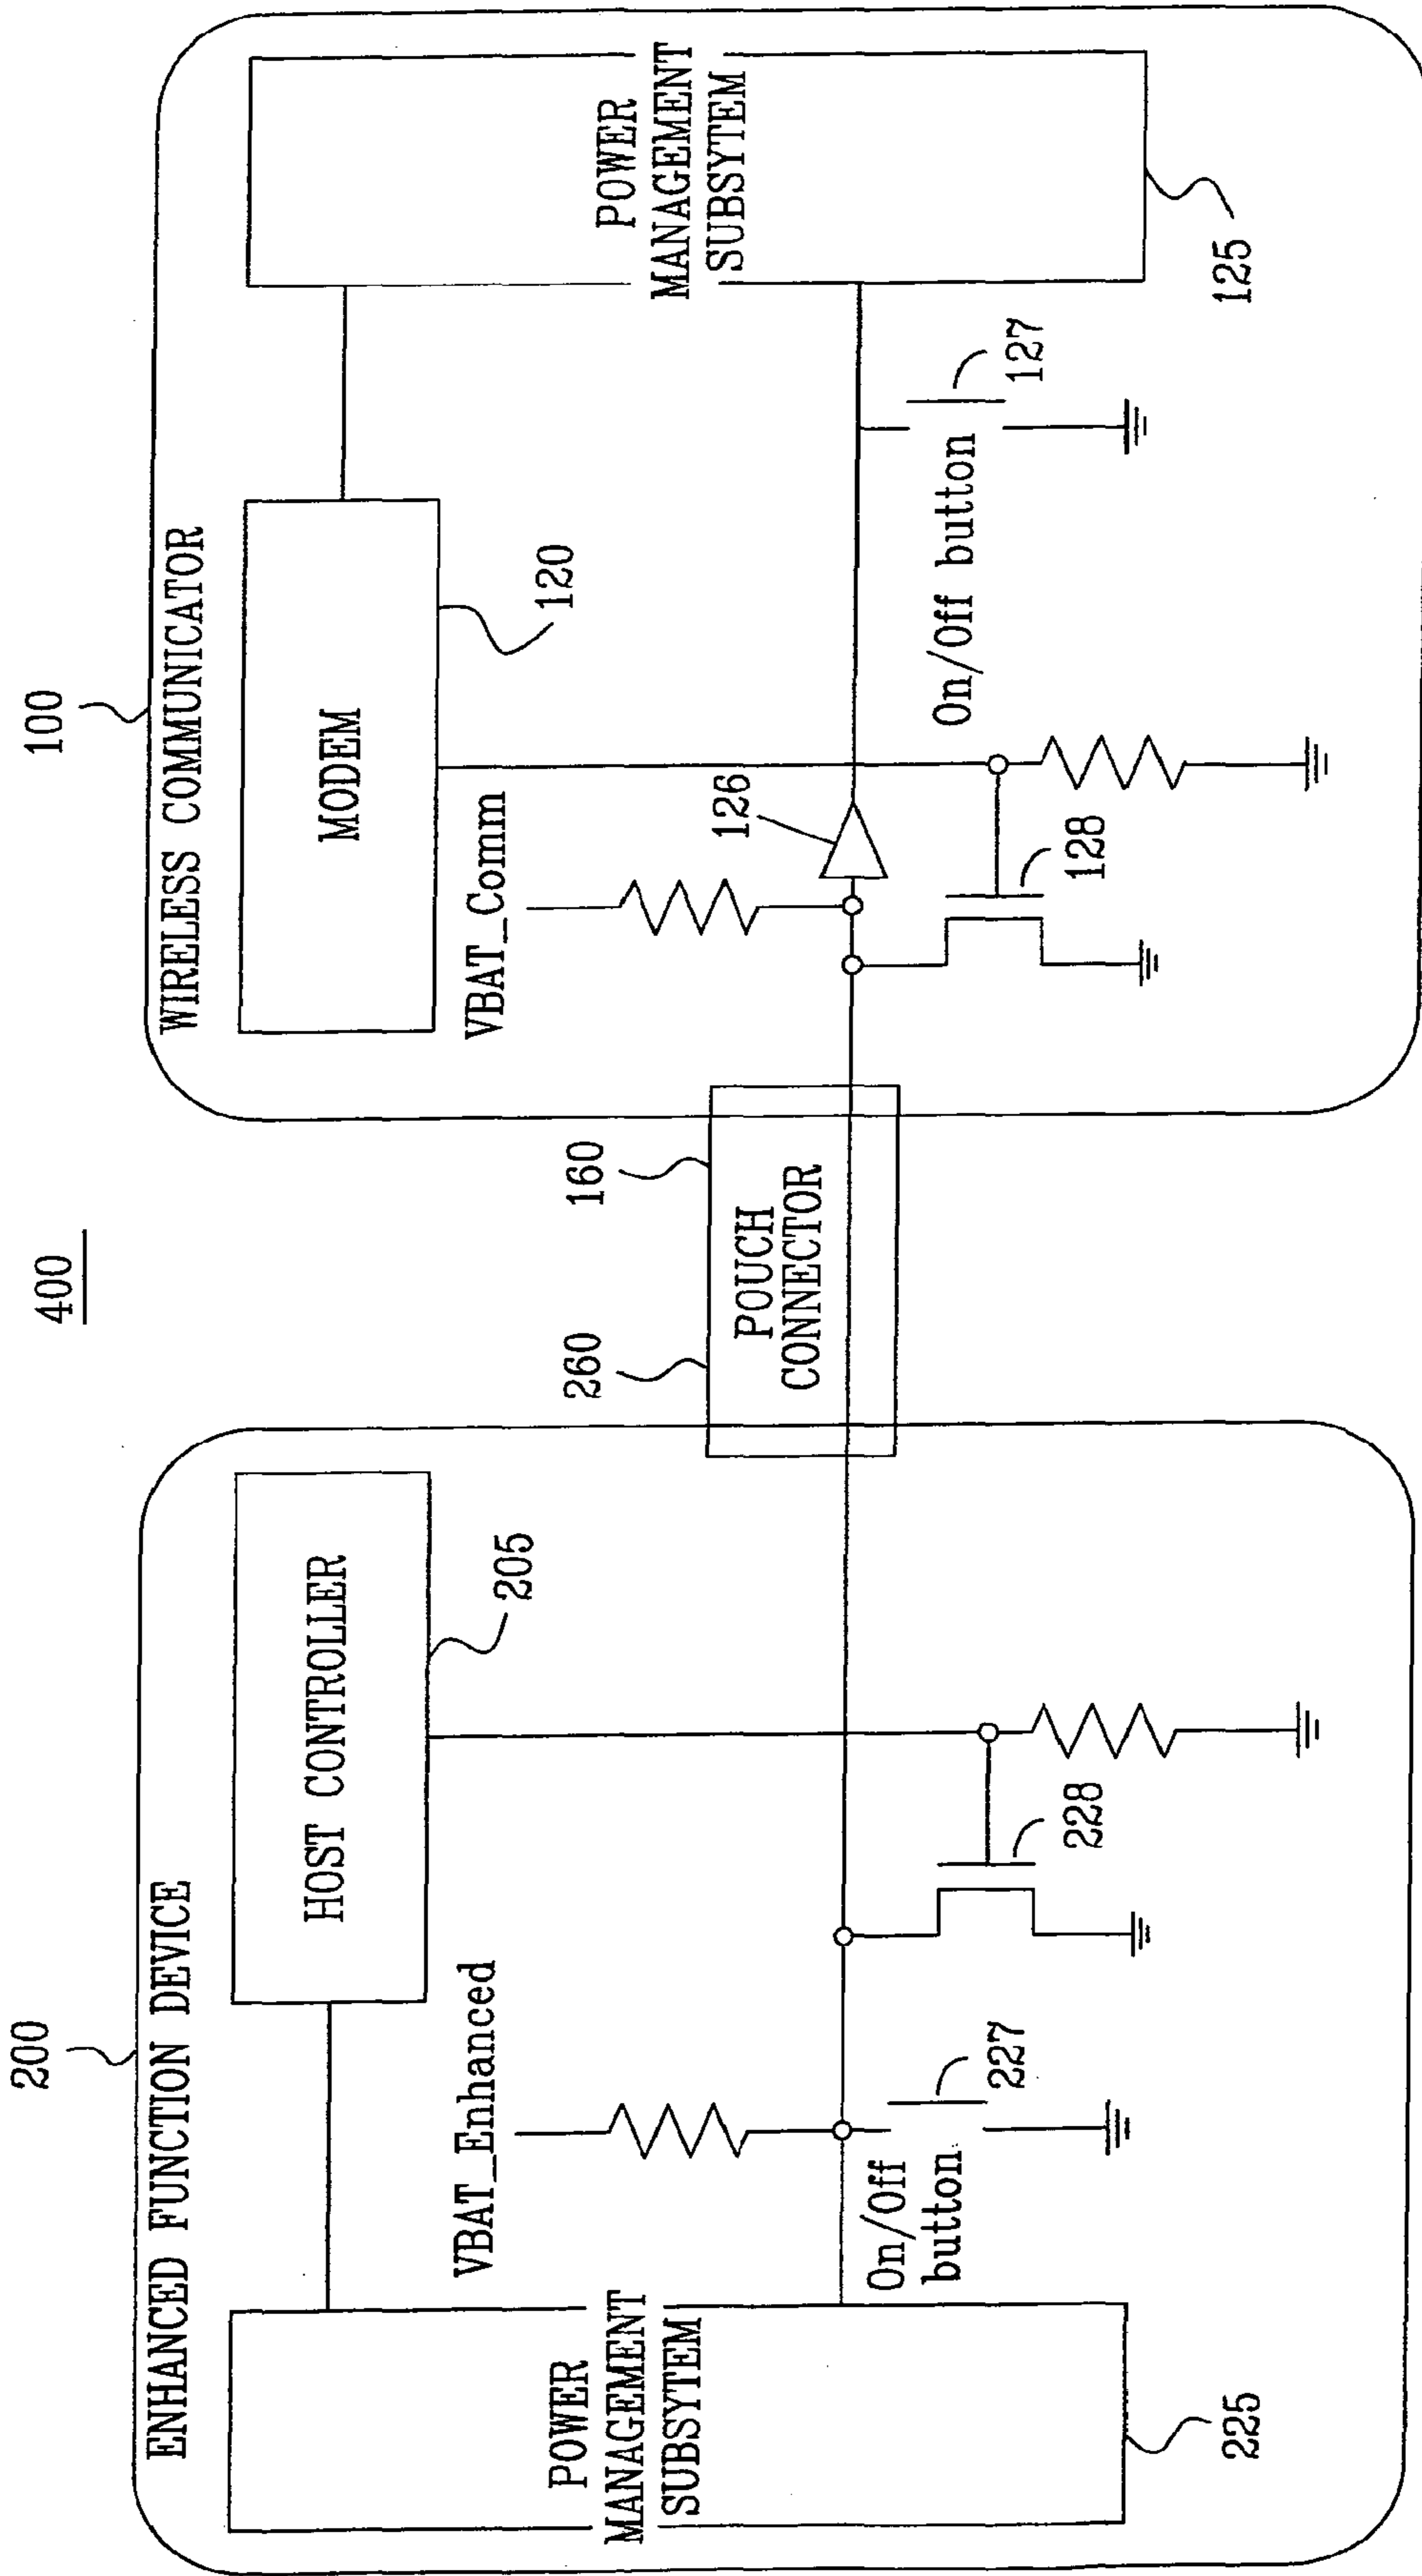 400
200
ENHANCED FUNCTION DEVICE
HOST CONTROLLER
205
VBAT_Enhanced
POWER
MANAGEMENT
SUBSYTEM
225
On/Off
button
227
228
260
160
POUCH
CONNECTOR
100
WIRELESS COMMUNICATOR
MODEM
120
VBAT_Comm
126
128
On/Off button
127
POWER
MANAGEMENT
SUBSYTEM
125